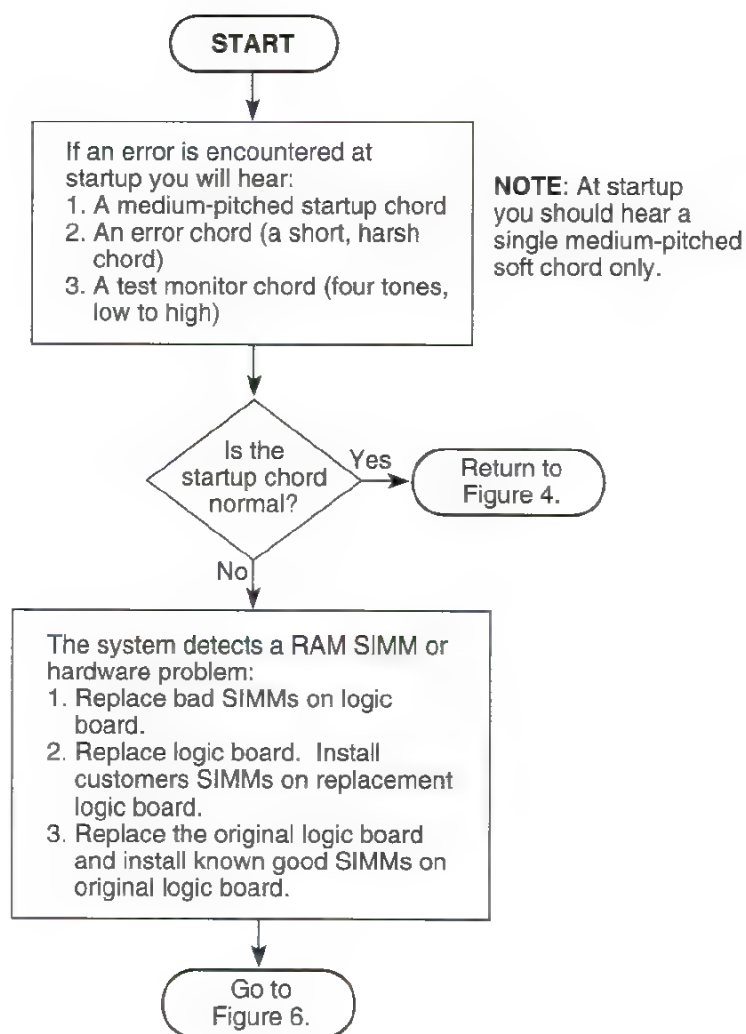 START
If an error is encountered at
startup you will hear:
1. A medium-pitched startup chord
2. An error chord (a short, harsh
chord)
3. A test monitor chord (four tones,
low to high)
NOTE: At startup
you should hear a
single medium-pitched
soft chord only.
Is the
startup chord
normal?
Yes
Return to
Figure 4.
No
The system detects a RAM SIMM or
hardware problem:
1. Replace bad SIMMs on logic
board.
2. Replace logic board. Install
customers SIMMs on replacement
logic board.
3. Replace the original logic board
and install known good SIMMs on
original logic board.
Go to
Figure 6.